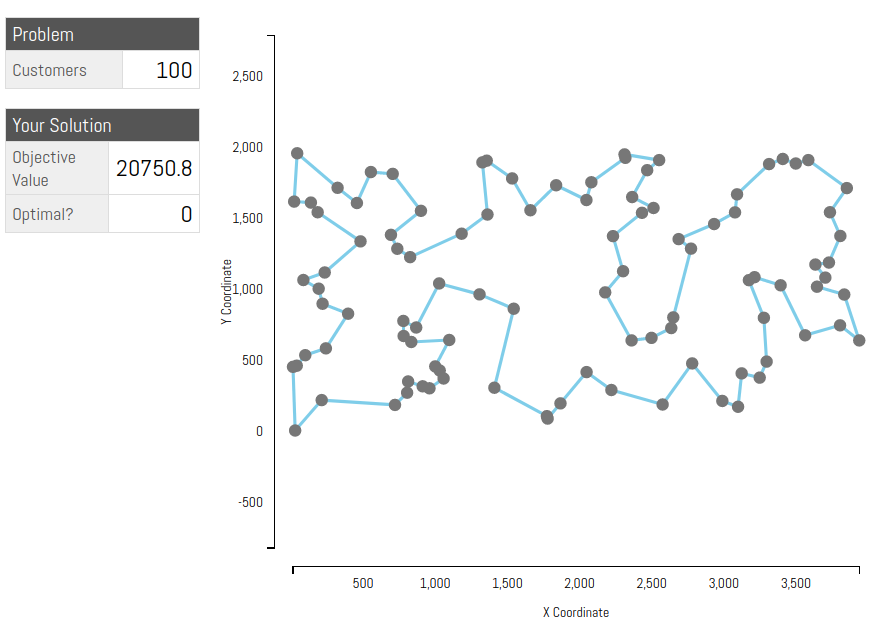 Problem
Customers 100
Your Solution
Objective Value 20750.8
Optimal? 0
Y Coordinate
2,500
2,000
1,500
1,000
500
0
-500
500 1,000 1,500 2,000 2,500 3,000 3,500
X Coordinate